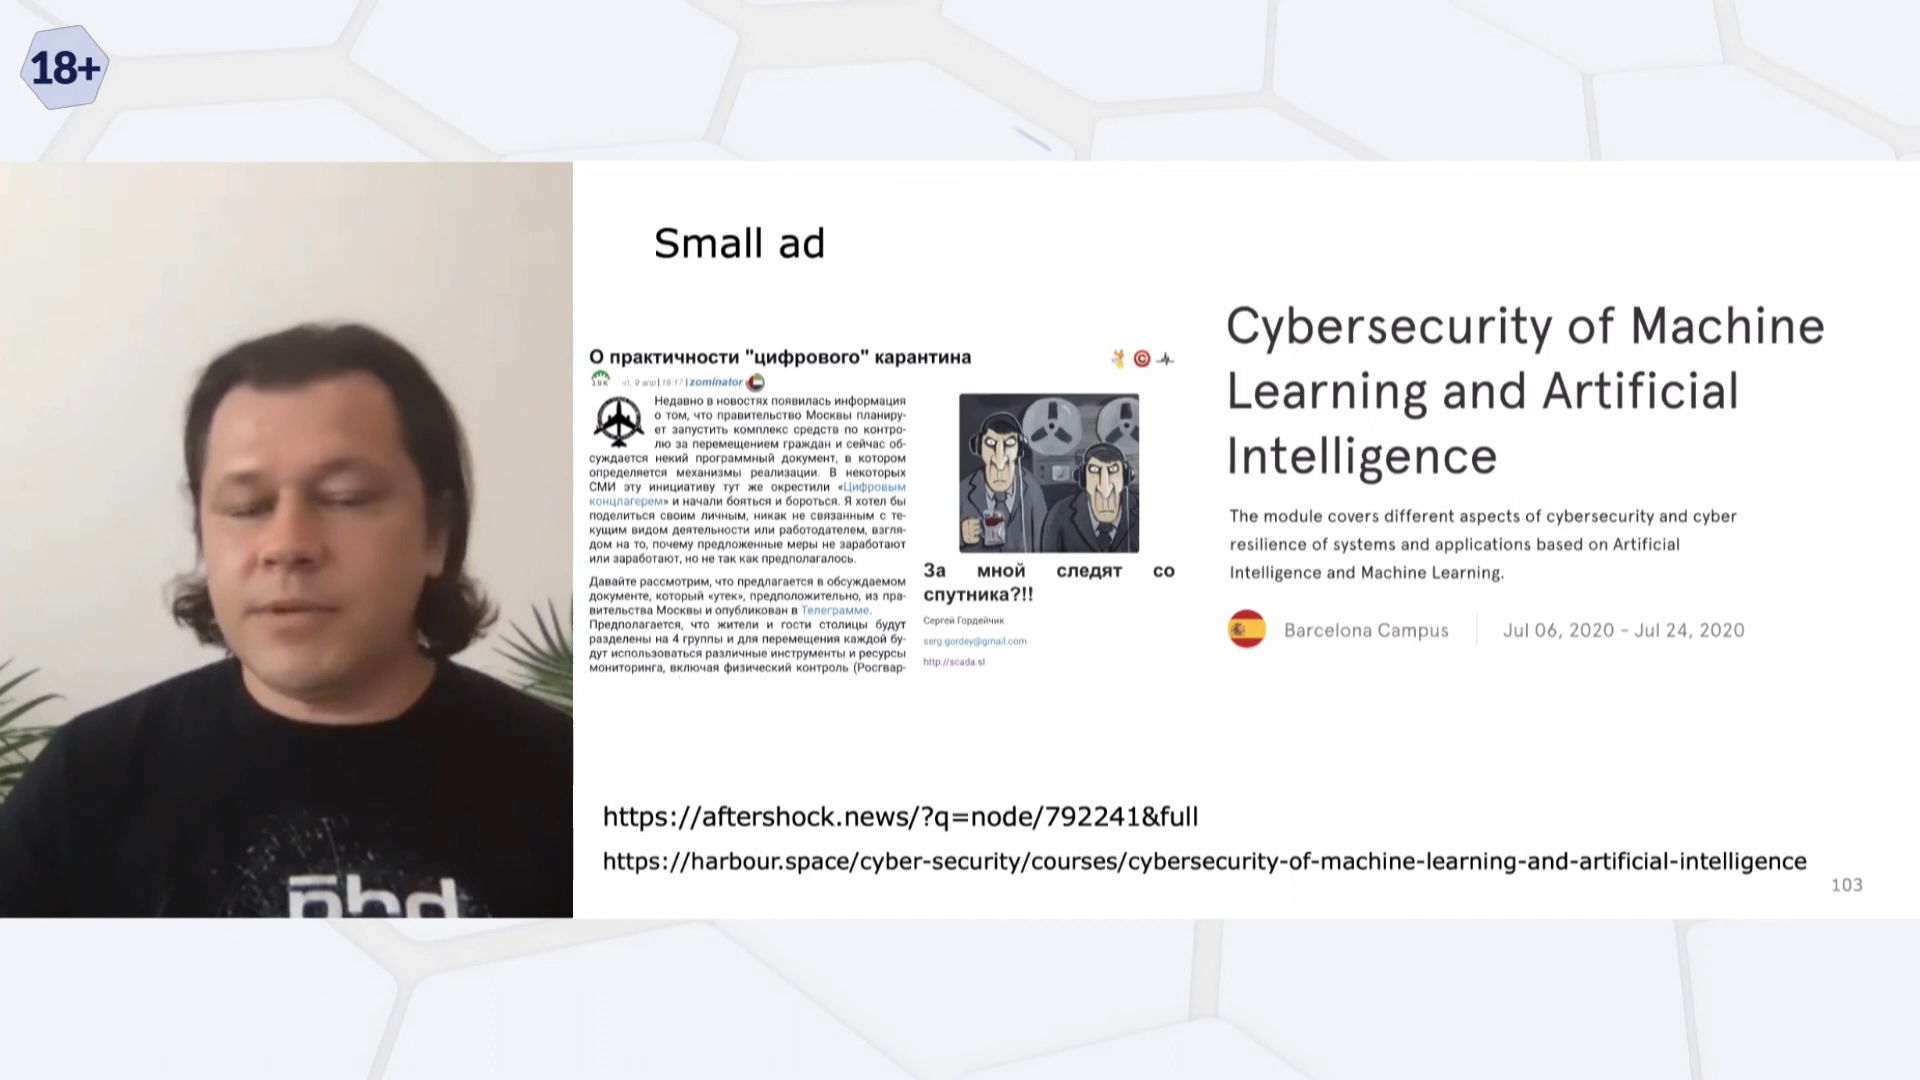 18+
Small ad
О практичности "цифрового" карантина
чт, 9 апр | 19:17 | zominator
Недавно в новостях появилась информация
о том, что правительство Москвы планиру-
ет запустить комплекс средств по контро-
лю за перемещением граждан и сейчас об-
суждается некий программный документ, в котором
определяется механизмы реализации. В некоторых
СМИ эту инициативу тут же окрестили «Цифровым
концлагерем» и начали бояться и бороться. Я хотел бы
поделиться своим личным, никак не связанным с те-
кущим видом деятельности или работодателем, взгля-
дом на то, почему предложенные меры не заработают
или заработают, но не так как предполагалось.
Давайте рассмотрим, что предлагается в обсуждаемом
документе, который «утек», предположительно, из пра-
вительства Москвы и опубликован в Телеграмме.
Предполагается, что жители и гости столицы будут
разделены на 4 группы и для перемещения каждой бу-
дут использоваться различные инструменты и ресурсы
мониторинга, включая физический контроль (Росгвар-
За мной следят со
спутника?!!
Сергей Гордейчик
serg.gordey@gmail.com
http://scada.sl
Cybersecurity of Machine
Learning and Artificial
Intelligence
The module covers different aspects of cybersecurity and cyber
resilience of systems and applications based on Artificial
Intelligence and Machine Learning.
Barcelona Campus
Jul 06, 2020 - Jul 24, 2020
https://aftershock.news/?q=node/792241&full
https://harbour.space/cyber-security/courses/cybersecurity-of-machine-learning-and-artificial-intelligence
103
phd